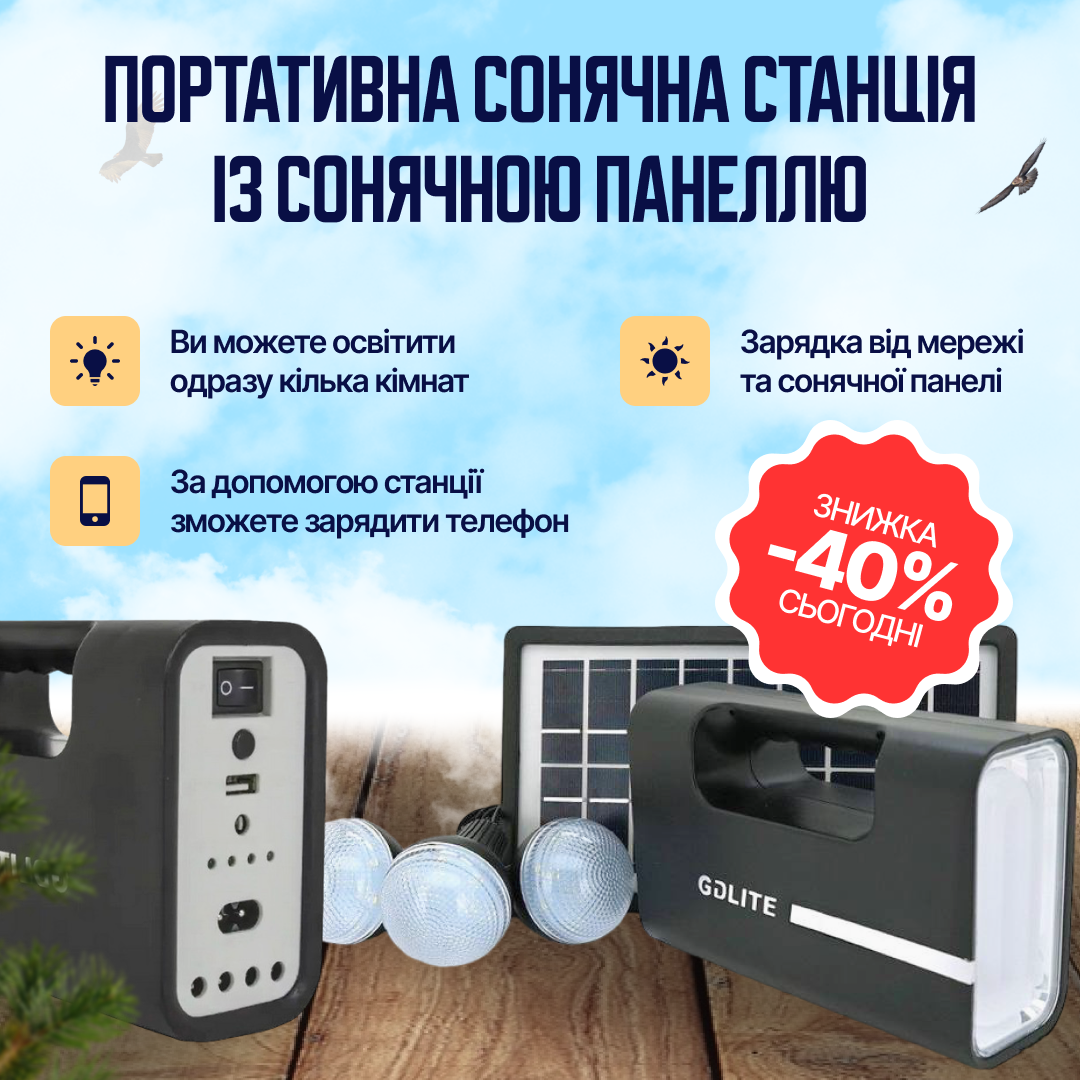 ПОРТАТИВНА СОНЯЧНА СТАНЦІЯ
ІЗ СОНЯЧНОЮ ПАНЕЛЛЮ
Ви можете освітити
одразу кілька кімнат
Зарядка від мережі
та сонячної панелі
За допомогою станції
зможете зарядити телефон
ЗНИЖКА
-40%
СЬОГОДНІ
GDLITE